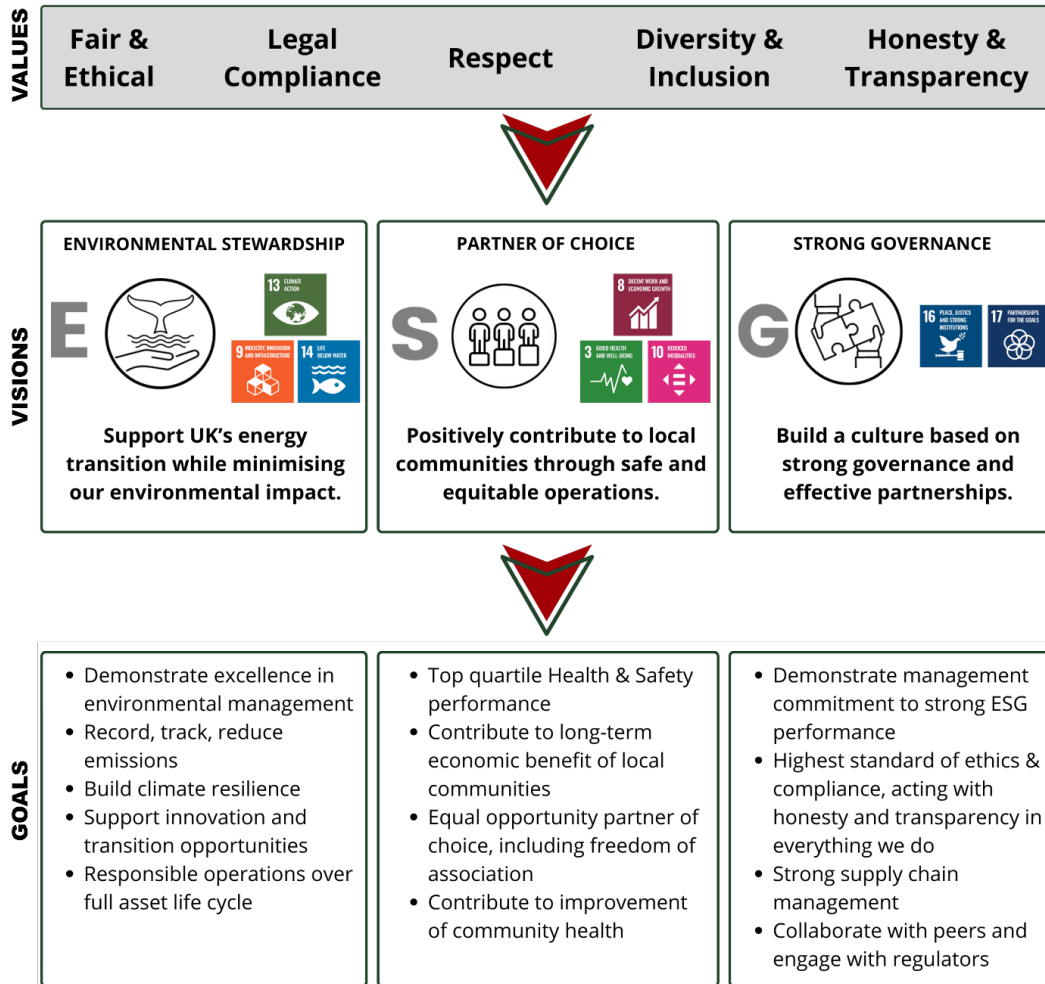 VALUES
Fair &
Ethical
Legal
Compliance
Respect
Diversity &
Inclusion
Honesty &
Transparency
VISIONS
ENVIRONMENTAL STEWARDSHIP
E
13 CLIMATE
ACTION
9 INDUSTRY, INNOVATION
AND INFRASTRUCTURE
14 LIFE
BELOW WATER
Support UK’s energy
transition while minimising
our environmental impact.
PARTNER OF CHOICE
S
8 DECENT WORK AND
ECONOMIC GROWTH
3 GOOD HEALTH
AND WELL-BEING
10 REDUCED
INEQUALITIES
Positively contribute to local
communities through safe and
equitable operations.
STRONG GOVERNANCE
G
16 PEACE, JUSTICE
AND STRONG
INSTITUTIONS
17 PARTNERSHIPS
FOR THE GOALS
Build a culture based on
strong governance and
effective partnerships.
GOALS
• Demonstrate excellence in
environmental management
• Record, track, reduce
emissions
• Build climate resilience
• Support innovation and
transition opportunities
• Responsible operations over
full asset life cycle
• Top quartile Health & Safety
performance
• Contribute to long-term
economic benefit of local
communities
• Equal opportunity partner of
choice, including freedom of
association
• Contribute to improvement
of community health
• Demonstrate management
commitment to strong ESG
performance
• Highest standard of ethics &
compliance, acting with
honesty and transparency in
everything we do
• Strong supply chain
management
• Collaborate with peers and
engage with regulators